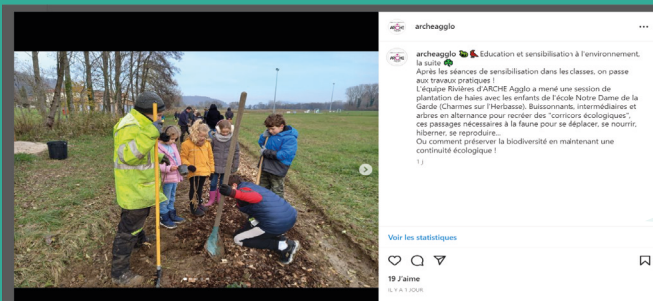 archeagglo
archeagglo Education et sensibilisation à l'environnement,
la suite
Après les séances de sensibilisation dans les classes, on passe
aux travaux pratiques !
L'équipe Rivières d'ARCHE Agglo a mené une session de
plantation de haies avec les enfants de l'école Notre Dame de la
Garde (Charmes sur l'Herbasse). Buissonnants, intermédiaires et
arbres en alternance pour recréer des "corricors écologiques",
ces passages nécessaires à la faune pour se déplacer, se nourrir,
hiberner, se reproduire...
Ou comment préserver la biodiversité en maintenant une
continuité écologique !
1 j
Voir les statistiques
19 J'aime
IL Y A 1 JOUR